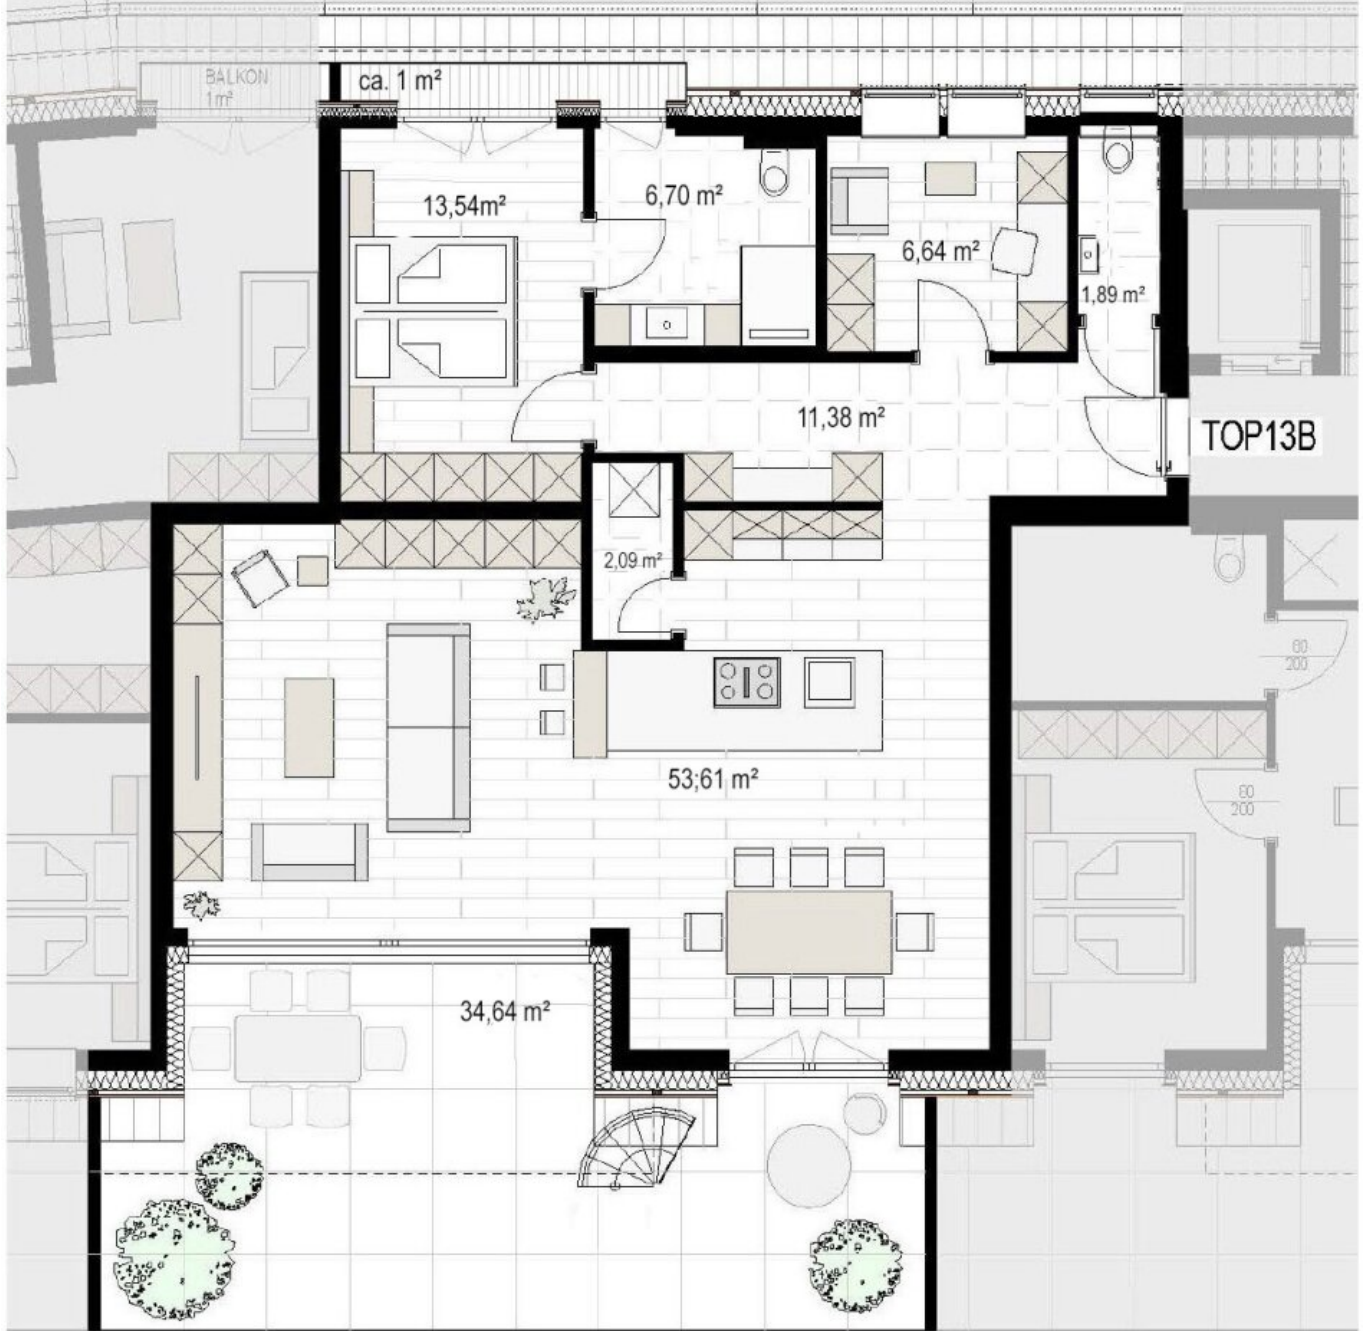 BALKON
1m²
ca. 1 m²
13,54m²
6,70 m²
6,64 m²
1,89 m²
11,38 m²
TOP13B
2,09 m²
60
200
53;61 m²
80
200
34,64 m²